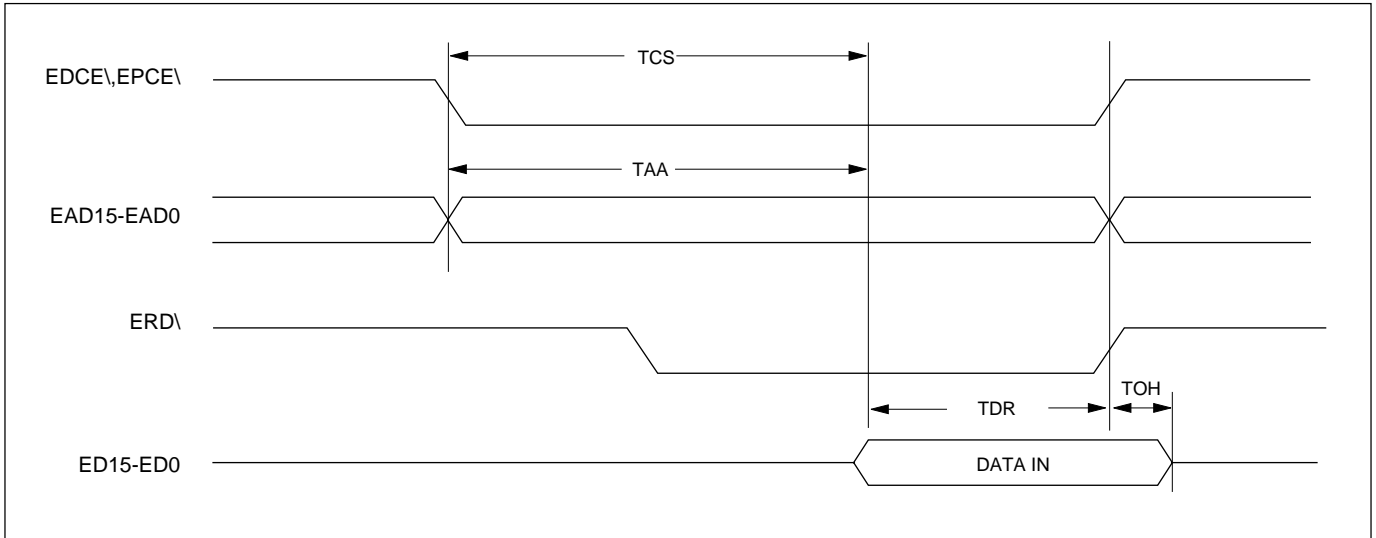 TCS
EDCE\,EPCE\
TAA
EAD15-EAD0
ERD\
TOH
TDR
ED15-ED0
DATA IN